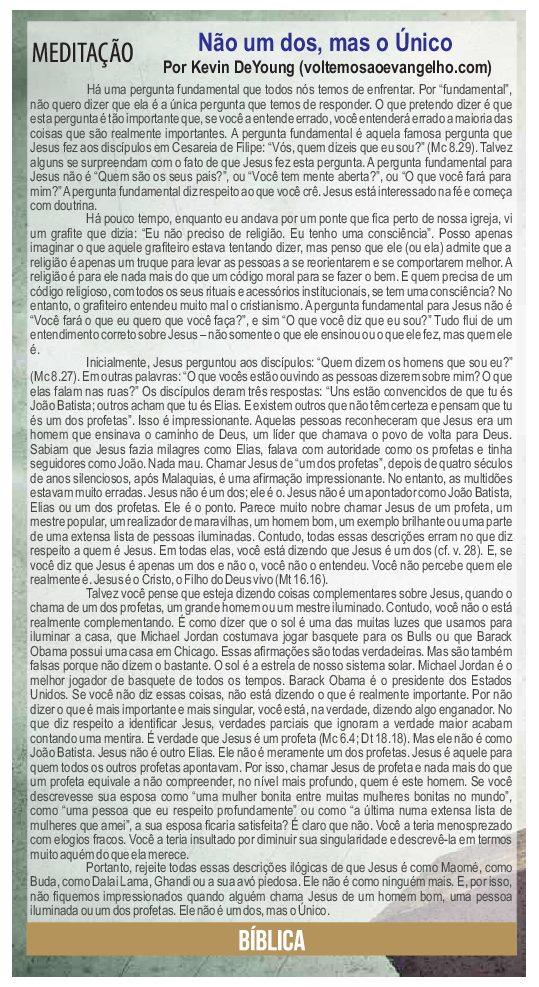 MEDITAÇÃO
Não um dos, mas o Único
Por Kevin DeYoung (voltemosaoevangelho.com)
Há uma pergunta fundamental que todos nós temos de enfrentar. Por “fundamental”,
não quero dizer que ela é a única pergunta que temos de responder. O que pretendo dizer é que
esta pergunta é tão importante que, se você a entende errado, você entenderá errado a maioria das
coisas que são realmente importantes. A pergunta fundamental é aquela famosa pergunta que
Jesus fez aos discípulos em Cesareia de Filipe: “Vós, quem dizeis que eu sou?” (Mc 8.29). Talvez
alguns se surpreendam com o fato de que Jesus fez esta pergunta. A pergunta fundamental para
Jesus não é “Quem são os seus pais?”, ou “Você tem mente aberta?”, ou “O que você fará para
mim?” A pergunta fundamental diz respeito ao que você crê. Jesus está interessado na fé e começa
com doutrina.
Há pouco tempo, enquanto eu andava por um ponte que fica perto de nossa igreja, vi
um grafite que dizia: “Eu não preciso de religião. Eu tenho uma consciência”. Posso apenas
imaginar o que aquele grafiteiro estava tentando dizer, mas penso que ele (ou ela) admite que a
religião é apenas um truque para levar as pessoas a se reorientarem e se comportarem melhor. A
religião é para ele nada mais do que um código moral para se fazer o bem. E quem precisa de um
código religioso, com todos os seus rituais e acessórios institucionais, se tem uma consciência? No
entanto, o grafiteiro entendeu muito mal o cristianismo. A pergunta fundamental para Jesus não é
“Você fará o que eu quero que você faça?”, e sim “O que você diz que eu sou?” Tudo flui de um
entendimento correto sobre Jesus – não somente o que ele ensinou ou o que ele fez, mas quem ele
é.
Inicialmente, Jesus perguntou aos discípulos: “Quem dizem os homens que sou eu?”
(Mc 8.27). Em outras palavras: “O que vocês estão ouvindo as pessoas dizerem sobre mim? O que
elas falam nas ruas?” Os discípulos deram três respostas: “Uns estão convencidos de que tu és
João Batista; outros acham que tu és Elias. E existem outros que não têm certeza e pensam que tu
és um dos profetas”. Isso é impressionante. Aquelas pessoas reconheceram que Jesus era um
homem que ensinava o caminho de Deus, um líder que chamava o povo de volta para Deus.
Sabiam que Jesus fazia milagres como Elias, falava com autoridade como os profetas e tinha
seguidores como João. Nada mau. Chamar Jesus de “um dos profetas”, depois de quatro séculos
de anos silenciosos, após Malaquias, é uma afirmação impressionante. No entanto, as multidões
estavam muito erradas. Jesus não é um dos; ele é o. Jesus não é um apontador como João Batista,
Elias ou um dos profetas. Ele é o ponto. Parece muito nobre chamar Jesus de um profeta, um
mestre popular, um realizador de maravilhas, um homem bom, um exemplo brilhante ou uma parte
de uma extensa lista de pessoas iluminadas. Contudo, todas essas descrições erram no que diz
respeito a quem é Jesus. Em todas elas, você está dizendo que Jesus é um dos (cf. v. 28). E, se
você diz que Jesus é apenas um dos e não o, você não o entendeu. Você não percebe quem ele
realmente é. Jesus é o Cristo, o Filho do Deus vivo (Mt 16.16).
Talvez você pense que esteja dizendo coisas complementares sobre Jesus, quando o
chama de um dos profetas, um grande homem ou um mestre iluminado. Contudo, você não o está
realmente complementando. É como dizer que o sol é uma das muitas luzes que usamos para
iluminar a casa, que Michael Jordan costumava jogar basquete para os Bulls ou que Barack
Obama possui uma casa em Chicago. Essas afirmações são todas verdadeiras. Mas são também
falsas porque não dizem o bastante. O sol é a estrela de nosso sistema solar. Michael Jordan é o
melhor jogador de basquete de todos os tempos. Barack Obama é o presidente dos Estados
Unidos. Se você não diz essas coisas, não está dizendo o que é realmente importante. Por não
dizer o que é mais importante e mais singular, você está, na verdade, dizendo algo enganador. No
que diz respeito a identificar Jesus, verdades parciais que ignoram a verdade maior acabam
contando uma mentira. É verdade que Jesus é um profeta (Mc 6.4; Dt 18.18). Mas ele não é como
João Batista. Jesus não é outro Elias. Ele não é meramente um dos profetas. Jesus é aquele para
quem todos os outros profetas apontavam. Por isso, chamar Jesus de profeta e nada mais do que
um profeta equivale a não compreender, no nível mais profundo, quem é este homem. Se você
descrevesse sua esposa como “uma mulher bonita entre muitas mulheres bonitas no mundo”,
como “uma pessoa que eu respeito profundamente” ou como “a última numa extensa lista de
mulheres que amei”, a sua esposa ficaria satisfeita? É claro que não. Você a teria menosprezado
com elogios fracos. Você a teria insultado por diminuir sua singularidade e descrevê-la em termos
muito aquém do que ela merece.
Portanto, rejeite todas essas descrições ilógicas de que Jesus é como Maomé, como
Buda, como Dalai Lama, Ghandi ou a sua avó piedosa. Ele não é como ninguém mais. E, por isso,
não fiquemos impressionados quando alguém chama Jesus de um homem bom, uma pessoa
iluminada ou um dos profetas. Ele não é um dos, mas o Único.
BÍBLICA